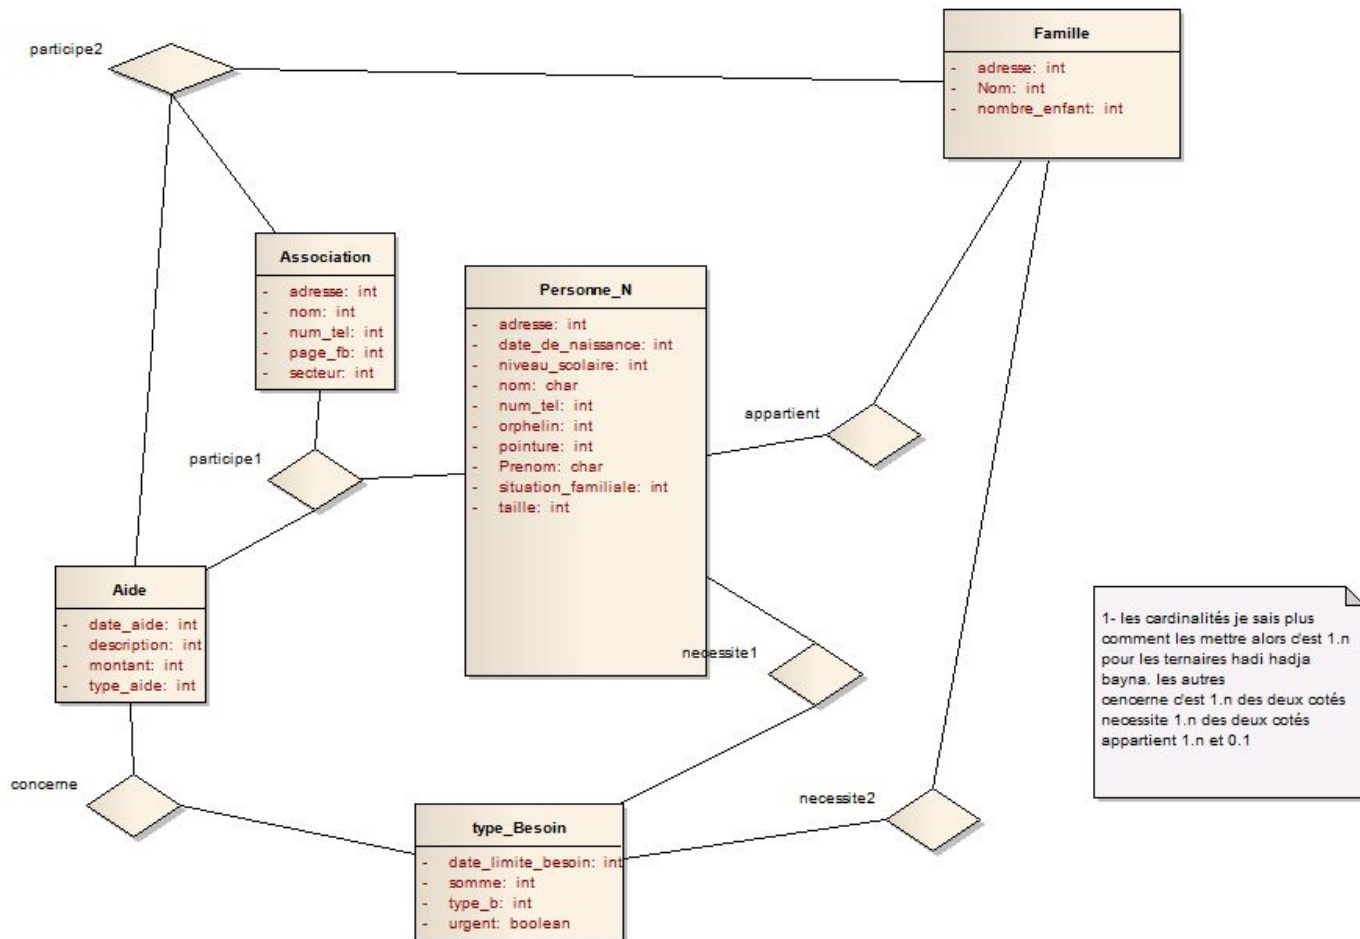 participe2
Famille
- adresse: int
- Nom: int
- nombre_enfant: int
Association
- adresse: int
- nom: int
- num_tel: int
- page_fb: int
- secteur: int
Personne_N
- adresse: int
- date_de_naissance: int
- niveau_scolaire: int
- nom: char
- num_tel: int
- orphelin: int
- pointure: int
- Prenom: char
- situation_familiale: int
- taille: int
appartient
participe1
Aide
- date_aide: int
- description: int
- montant: int
- type_aide: int
necessite1
1- les cardinalités je sais plus
comment les mettre alors c'est 1.n
pour les ternaires hadi hadja
bayna. les autres
cencerne c'est 1.n des deux cotés
necessite 1.n des deux cotés
appartient 1.n et 0.1
concerne
necessite2
type_Besoin
- date_limite_besoin: int
- somme: int
- type_b: int
- urgent: boolean